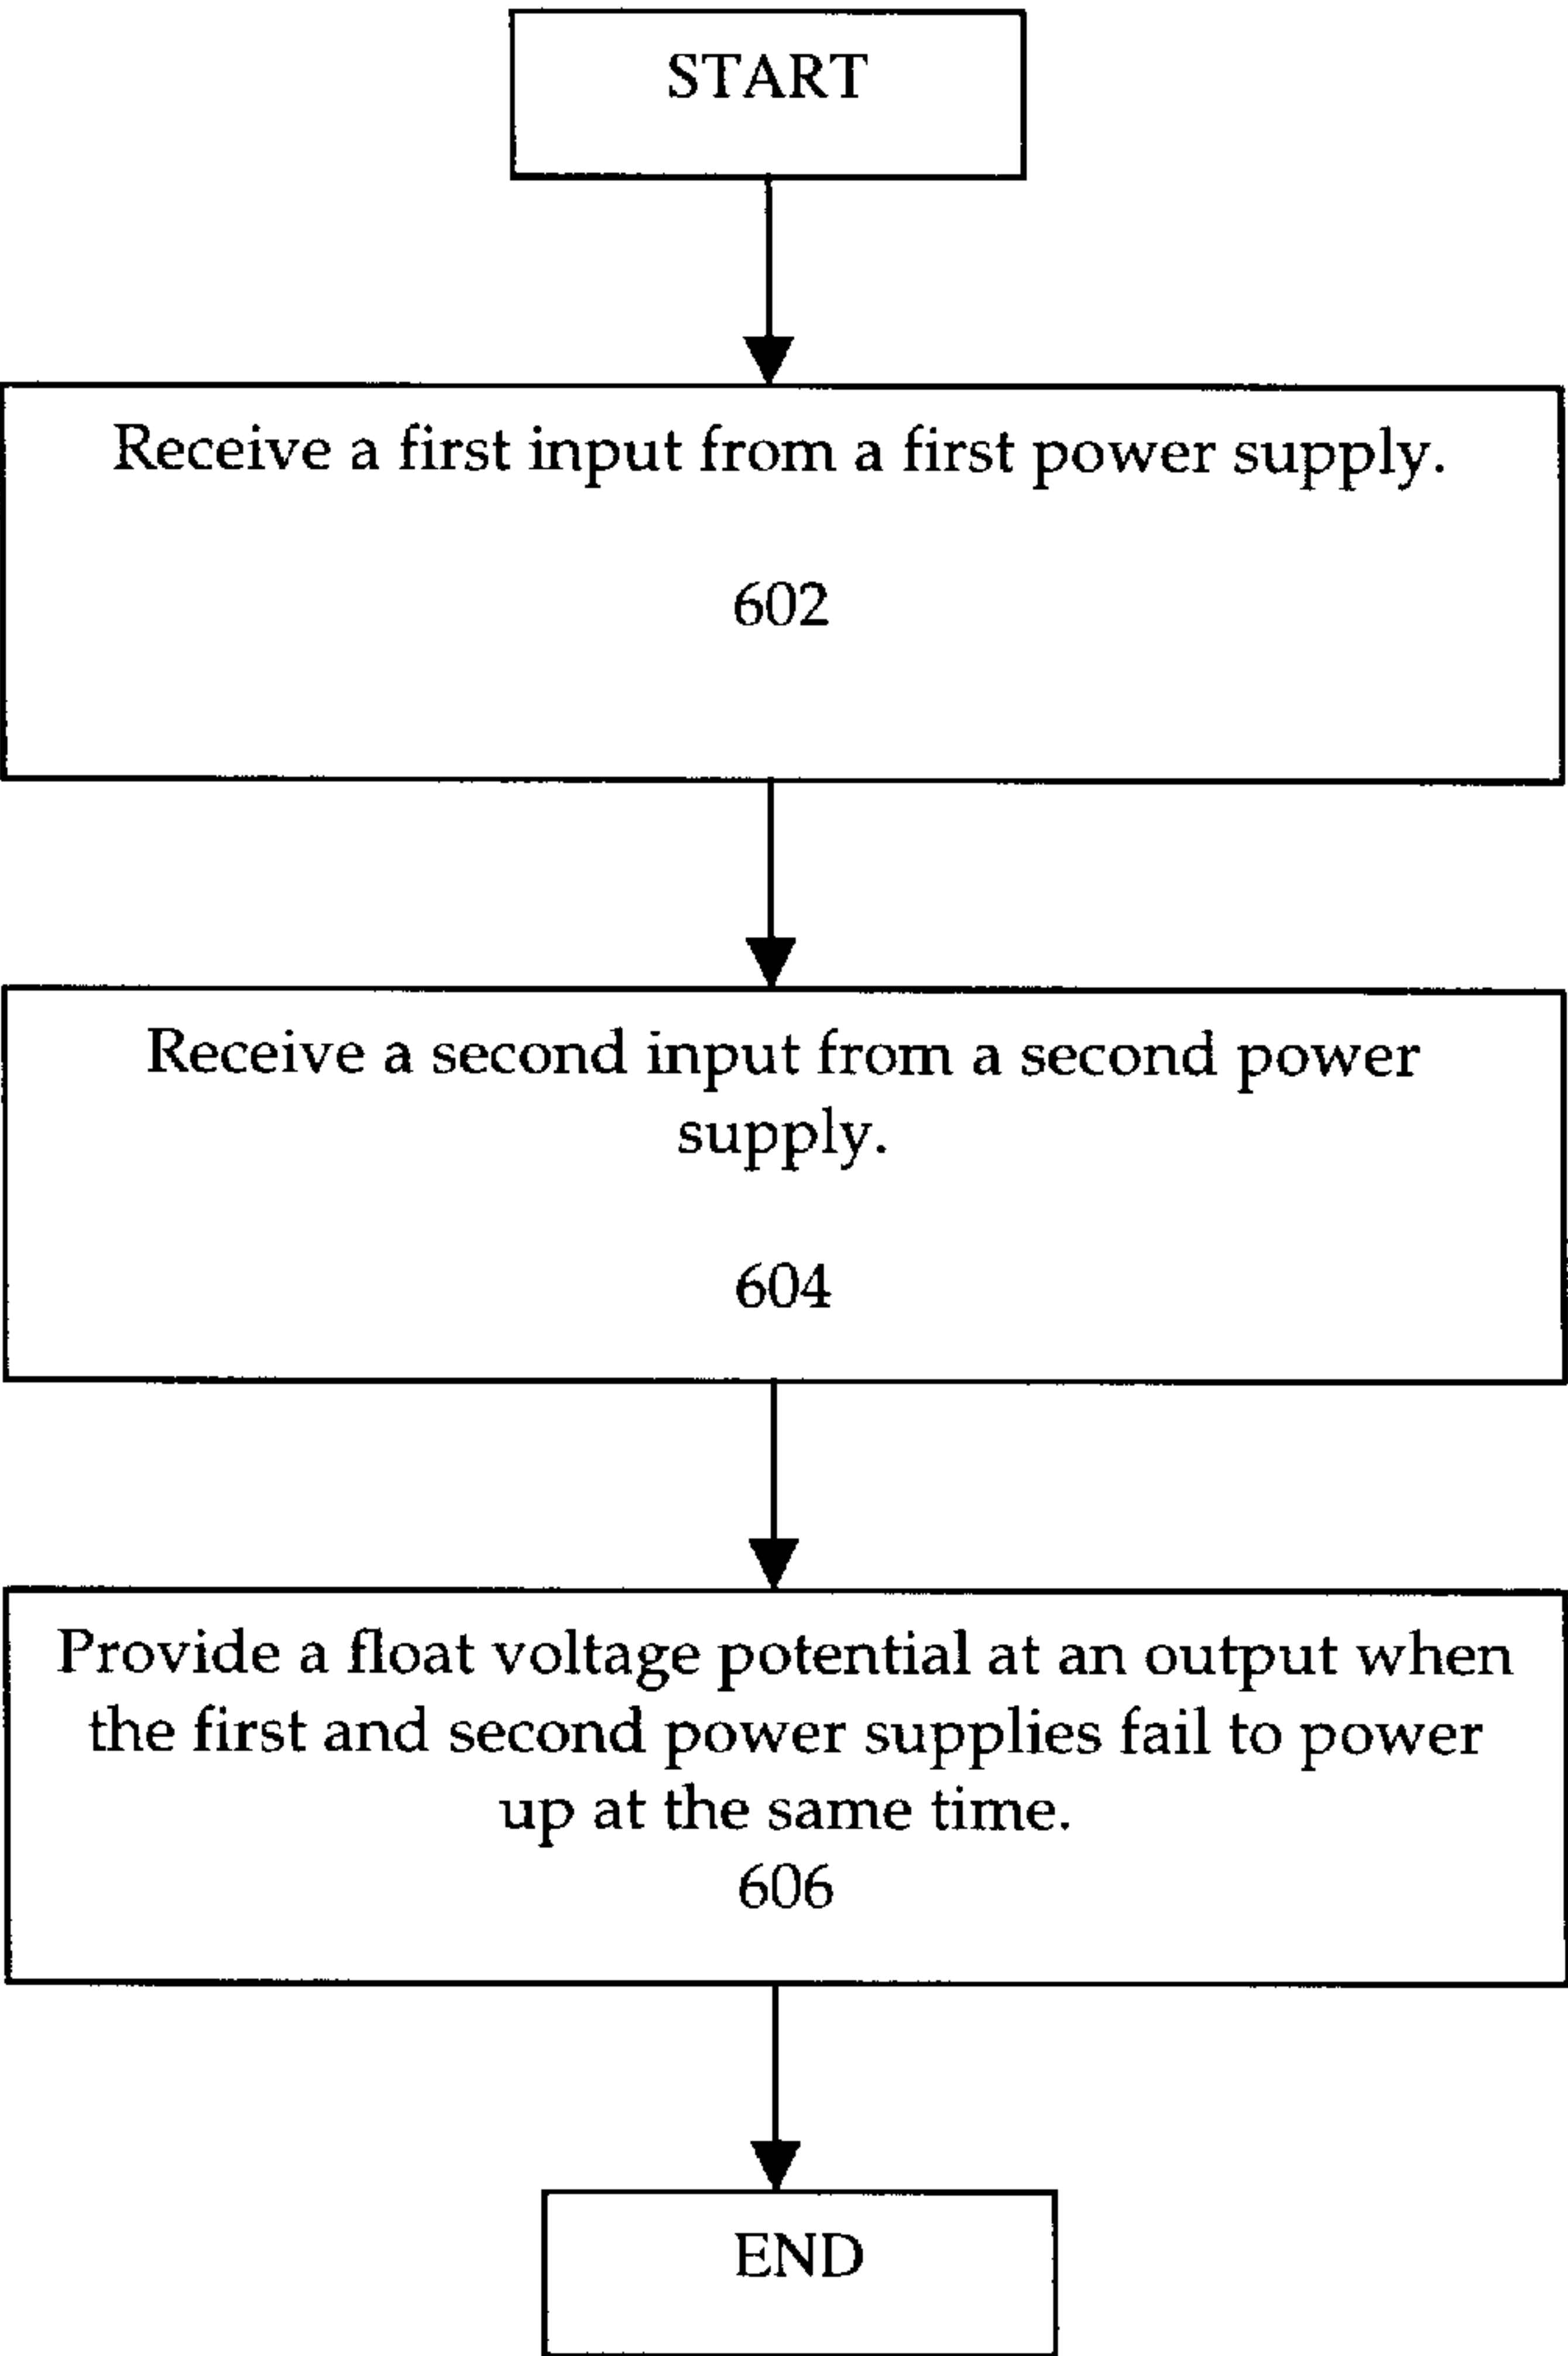 START
Receive a first input from a first power supply.
602
Receive a second input from a second power
supply.
604
Provide a float voltage potential at an output when
the first and second power supplies fail to power
up at the same time.
606
END